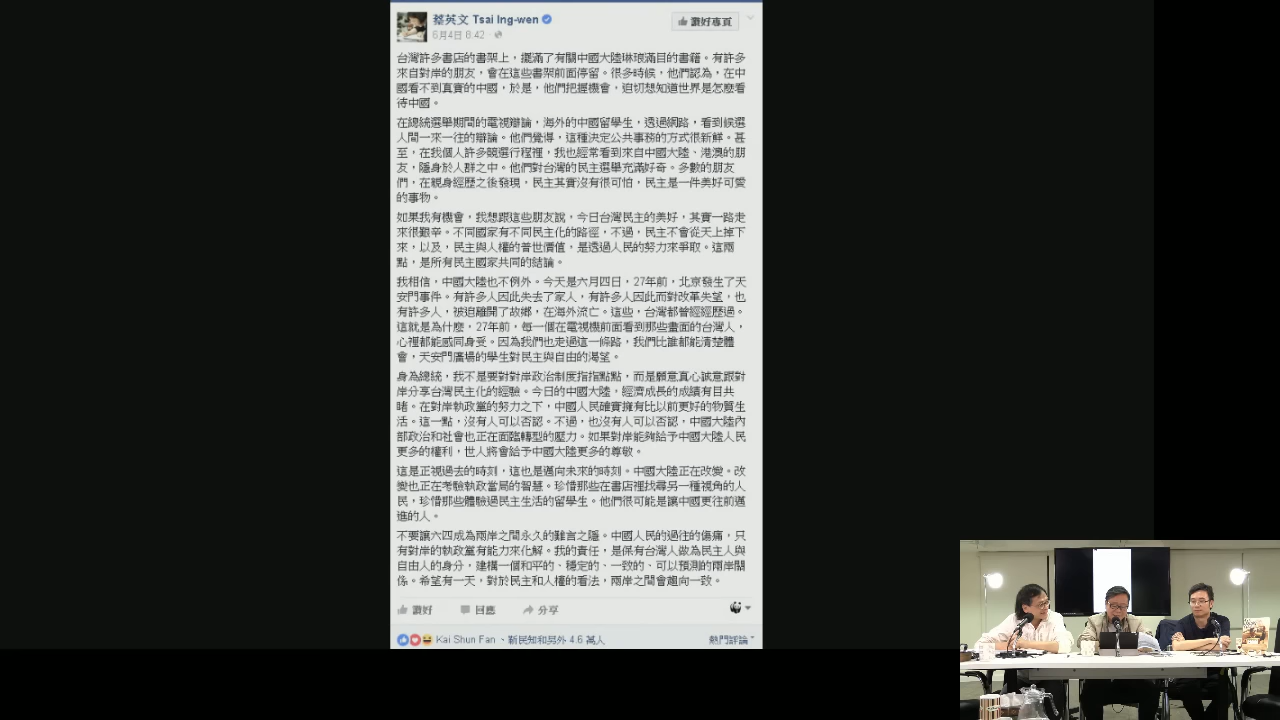 蔡英文 Tsai Ing-wen
讚好專頁
6月4日 8:42
台灣許多書店的書架上，擺滿了有關中國大陸琳琅滿目的書籍。有許多
來自對岸的朋友，會在這些書架前面停留。很多時候，他們認為，在中
國看不到真實的中國，於是，他們把握機會，迫切想知道世界是怎麼看
待中國。
在總統選舉期間的電視辯論，海外的中國留學生，透過網路，看到候選
人間一來一往的辯論。他們覺得，這種決定公共事務的方式很新鮮。甚
至，在我個人許多競選行程裡，我也經常看到來自中國大陸、港澳的朋
友，隱身於人群之中。他們對台灣的民主選舉充滿好奇。多數的朋友
們，在親身經歷之後發現，民主其實沒有很可怕，民主是一件美好可愛
的事物。
如果我有機會，我想跟這些朋友說，今日台灣民主的美好，其實一路走
來很艱辛。不同國家有不同民主化的路徑，不過，民主不會從天上掉下
來，以及，民主與人權的普世價值，是透過人民的努力來爭取。這兩
點，是所有民主國家共同的結論。
我相信，中國大陸也不例外。今天是六月四日，27年前，北京發生了天
安門事件。有許多人因此失去了家人，有許多人因此而對改革失望，也
有許多人，被迫離開了故鄉，在海外流亡。這些，台灣都曾經經歷過。
這就是為什麼，27年前，每一個在電視機前面看到那些畫面的台灣人，
心裡都能感同身受。因為我們也走過這一條路，我們比誰都能清楚體
會，天安門廣場的學生對民主與自由的渴望。
身為總統，我不是要對對岸政治制度指指點點，而是願意真心誠意跟對
岸分享台灣民主化的經驗。今日的中國大陸，經濟成長的成績有目共
睹。在對岸執政黨的努力之下，中國人民確實擁有比以前更好的物質生
活。這一點，沒有人可以否認。不過，也沒有人可以否認，中國大陸內
部政治和社會也正在面臨轉型的壓力。如果對岸能夠給予中國大陸人民
更多的權利，世人將會給予中國大陸更多的尊敬。
這是正視過去的時刻，這也是邁向未來的時刻。中國大陸正在改變。改
變也正在考驗執政當局的智慧。珍惜那些在書店裡找尋另一種視角的人
民，珍惜那些體驗過民主生活的留學生。他們很可能是讓中國更往前邁
進的人。
不要讓六四成為兩岸之間永久的難言之隱。中國人民的過往的傷痛，只
有對岸的執政黨有能力來化解。我的責任，是保有台灣人做為民主人與
自由人的身分，建構一個和平的、穩定的、一致的、可以預測的兩岸關
係。希望有一天，對於民主和人權的看法，兩岸之間會趨向一致。
讚好 回應 分享
Kai Shun Fan 、新民知和另外 4.6 萬人
熱門評論